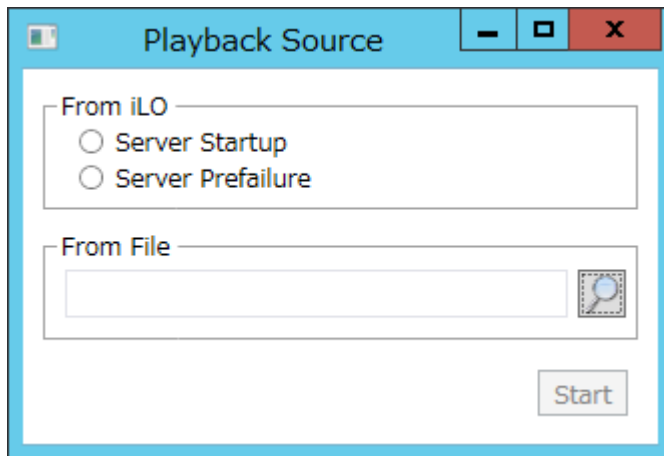 Playback Source
From iLO
Server Startup
Server Prefailure
From File
Start